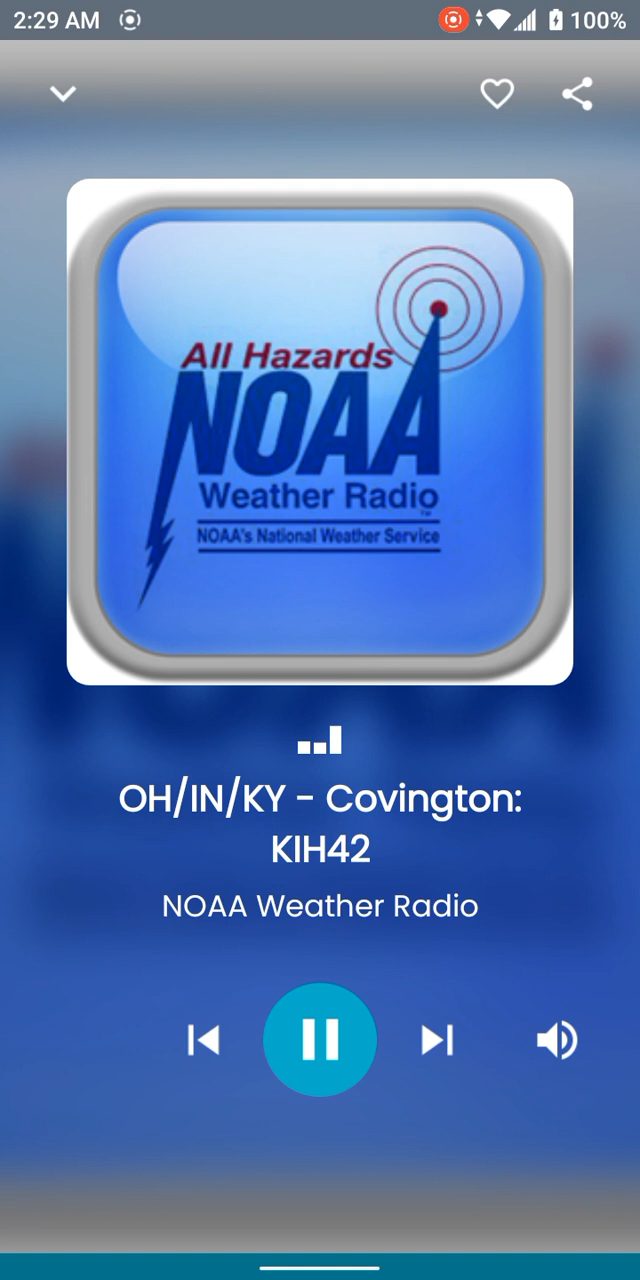 2:29 AM
100%
All Hazards
NOAA
Weather Radio
TM
NOAA's National Weather Service
OH/IN/KY - Covington:
KIH42
NOAA Weather Radio